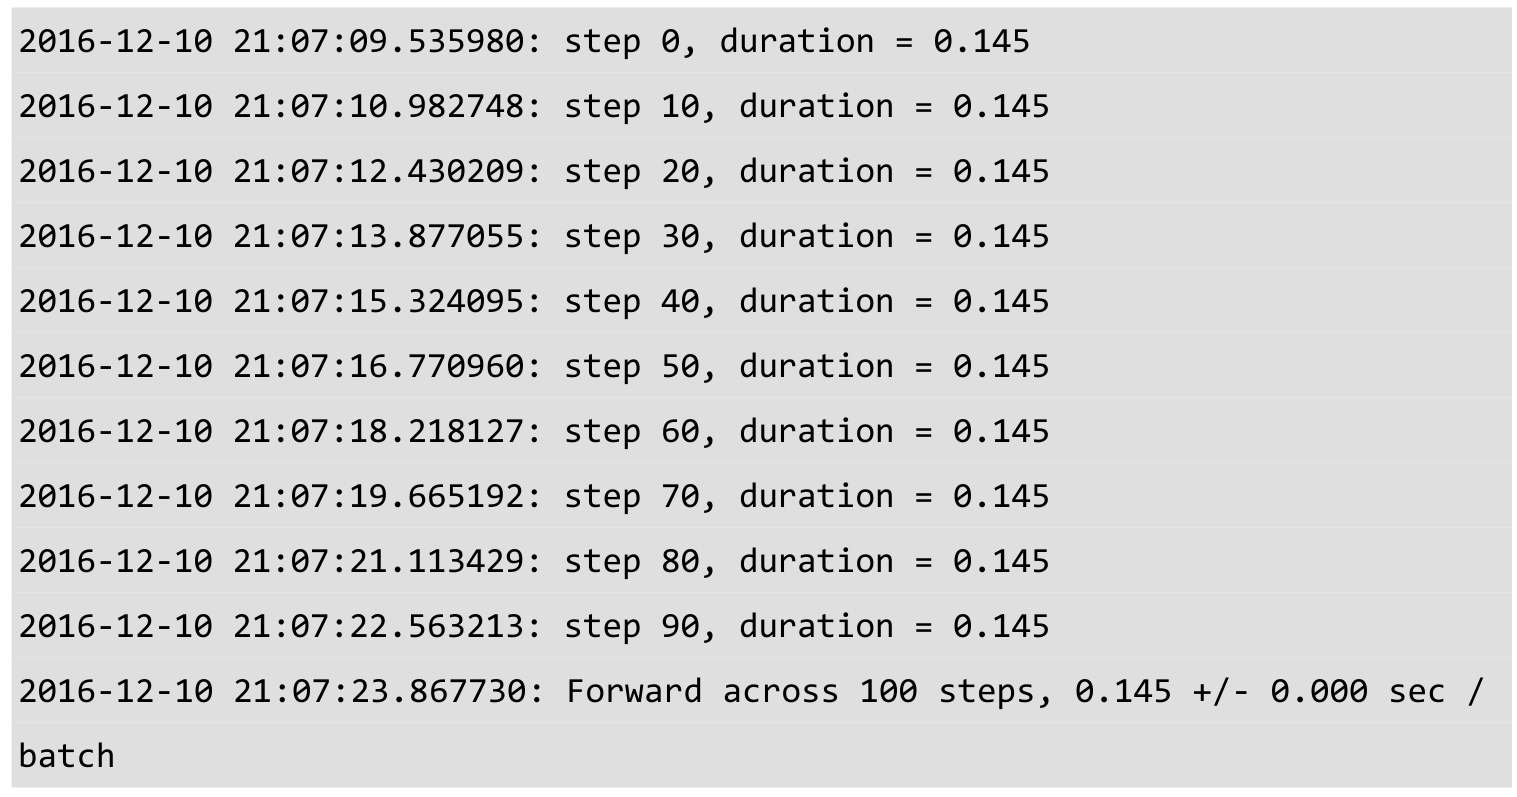 2016-12-10 21:07:09.535980: step 0, duration = 0.145
2016-12-10 21:07:10.982748: step 10, duration = 0.145
2016-12-10 21:07:12.430209: step 20, duration = 0.145
2016-12-10 21:07:13.877055: step 30, duration = 0.145
2016-12-10 21:07:15.324095: step 40, duration = 0.145
2016-12-10 21:07:16.770960: step 50, duration = 0.145
2016-12-10 21:07:18.218127: step 60, duration = 0.145
2016-12-10 21:07:19.665192: step 70, duration = 0.145
2016-12-10 21:07:21.113429: step 80, duration = 0.145
2016-12-10 21:07:22.563213: step 90, duration = 0.145
2016-12-10 21:07:23.867730: Forward across 100 steps, 0.145 +/- 0.000 sec /
batch